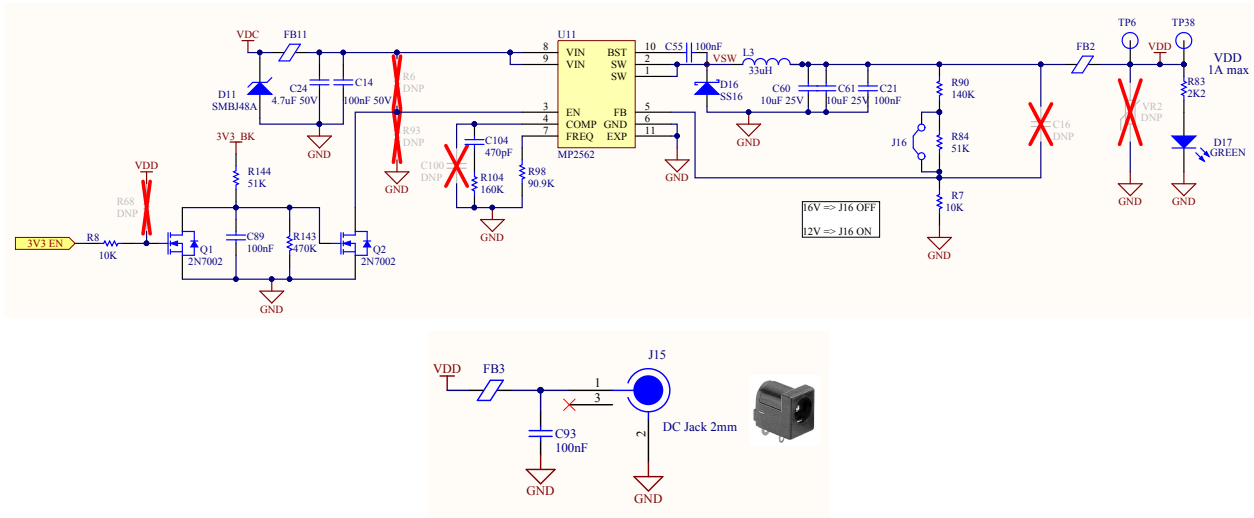 VDC
FB11
D11
SMBJ48A
C24
4.7uF 50V
C14
100nF 50V
R6
DNP
R93
DNP
GND
GND
U11
8 VIN
9 VIN
3 EN
4 COMP
7 FREQ
BST 10
SW 2
SW 1
FB 5
GND 6
EXP 11
MP2562
C55 100nF
VSW
L3
33uH
D16
SS16
GND
GND
C60
10uF 25V
C61
10uF 25V
C21
100nF
R90
140K
J16
R84
51K
R7
10K
GND
C16
DNP
FB2
TP6
TP38
VDD
VDD
1A max
VR2
DNP
R83
2K2
D17
GREEN
GND
GND
16V => J16 OFF
12V => J16 ON
C100
DNP
C104
470pF
R104
160K
R98
90.9K
GND
3V3_BK
R144
51K
VDD
R68
DNP
3V3 EN
R8
10K
Q1
2N7002
C89
100nF
R143
470K
Q2
2N7002
GND
VDD
FB3
C93
100nF
GND
1
3
2
J15
DC Jack 2mm
GND